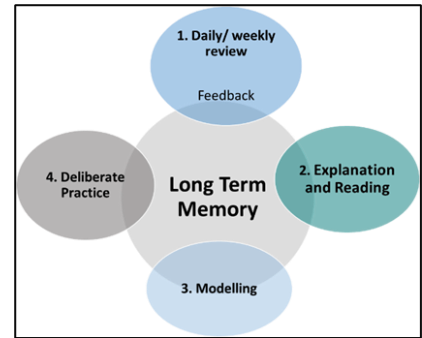 1. Daily/ weekly
review
Feedback
2. Explanation
and Reading
Long Term
Memory
3. Modelling
4. Deliberate
Practice